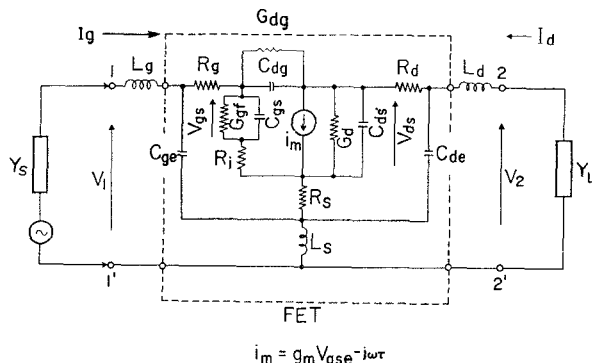 Gdg
Ig
Id
1
Lg
Rg
Cdg
Rd
Ld
2
Vgs
Ggf
Cgs
im
Gd
Cds'
Vds
Cge
Ri
Cde
YS
V1
Rs
V2
YL
Ls
1'
2'
FET
im = gmVgse-jωτ